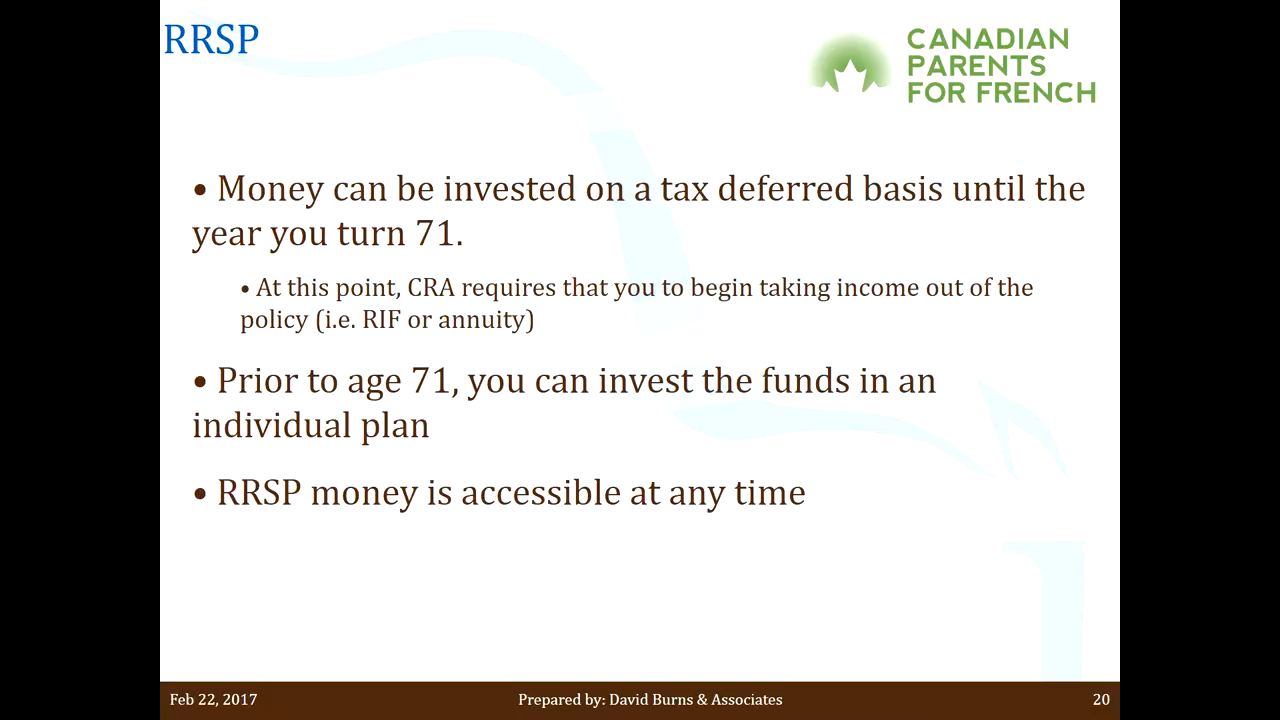 RRSP
CANADIAN
PARENTS
FOR FRENCH
• Money can be invested on a tax deferred basis until the
year you turn 71.
• At this point, CRA requires that you to begin taking income out of the
policy (i.e. RIF or annuity)
• Prior to age 71, you can invest the funds in an
individual plan
• RRSP money is accessible at any time
Feb 22, 2017
Prepared by: David Burns & Associates
20